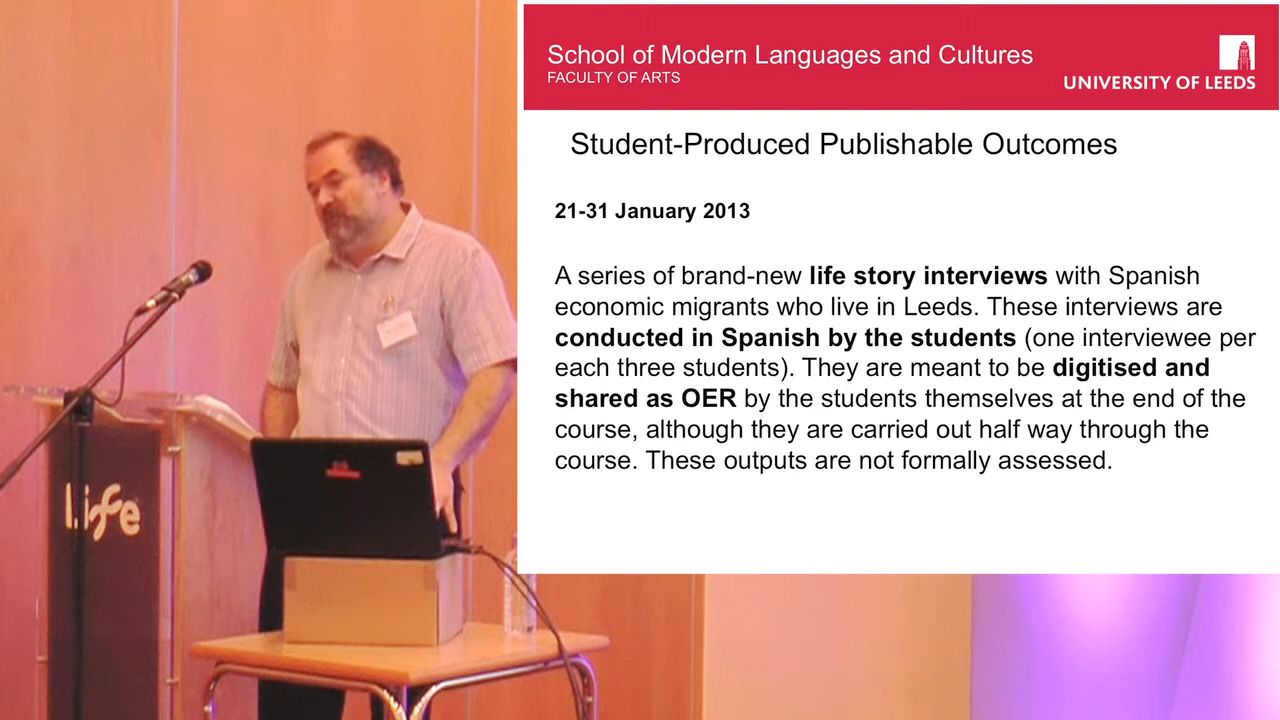 School of Modern Languages and Cultures
FACULTY OF ARTS
UNIVERSITY OF LEEDS
Student-Produced Publishable Outcomes
21-31 January 2013
A series of brand-new life story interviews with Spanish
economic migrants who live in Leeds. These interviews are
conducted in Spanish by the students (one interviewee per
each three students). They are meant to be digitised and
shared as OER by the students themselves at the end of the
course, although they are carried out half way through the
course. These outputs are not formally assessed.
Life